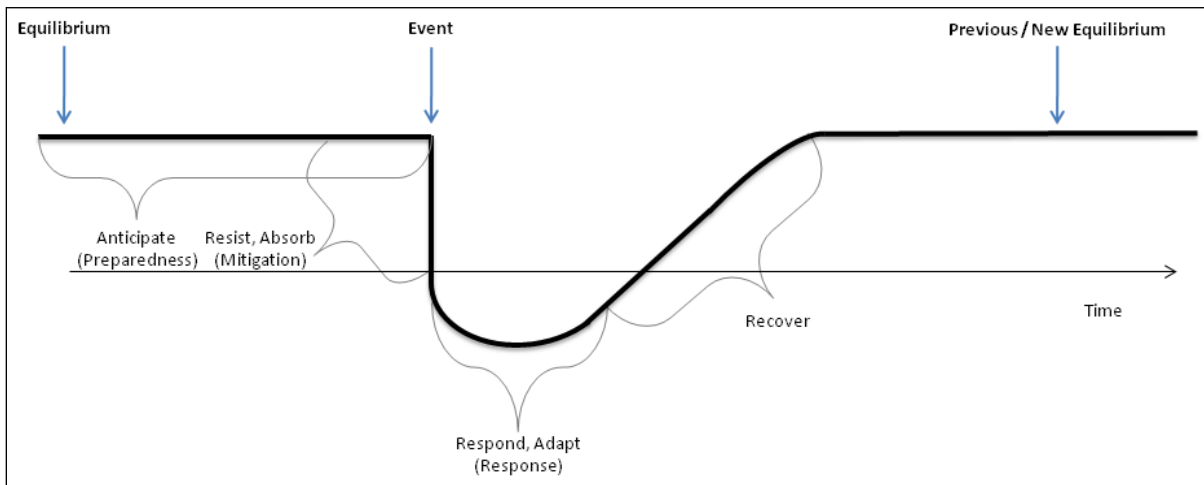 Equilibrium
Event
Previous / New Equilibrium
Anticipate
(Preparedness)
Resist, Absorb
(Mitigation)
Time
Recover
Respond, Adapt
(Response)